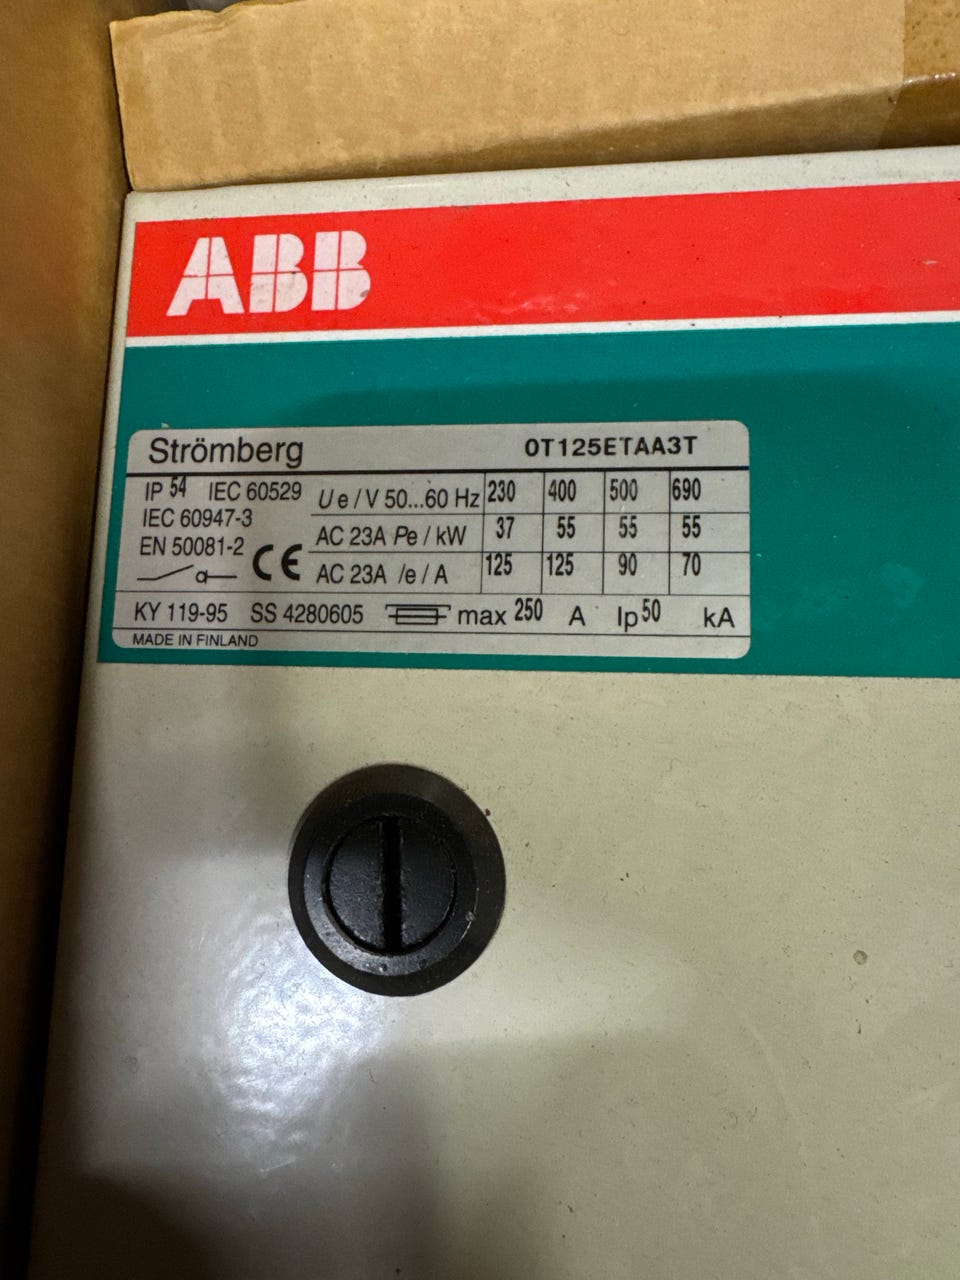 ABB
Strömberg OT125ETAA3T
IP 54 IEC 60529
IEC 60947-3
EN 50081-2 CE
Ue / V 50...60 Hz 230 400 500 690
AC 23A Pe / kW 37 55 55 55
AC 23A Ie / A 125 125 90 70
KY 119-95 SS 4280605 max 250 A Ip 50 kA
MADE IN FINLAND